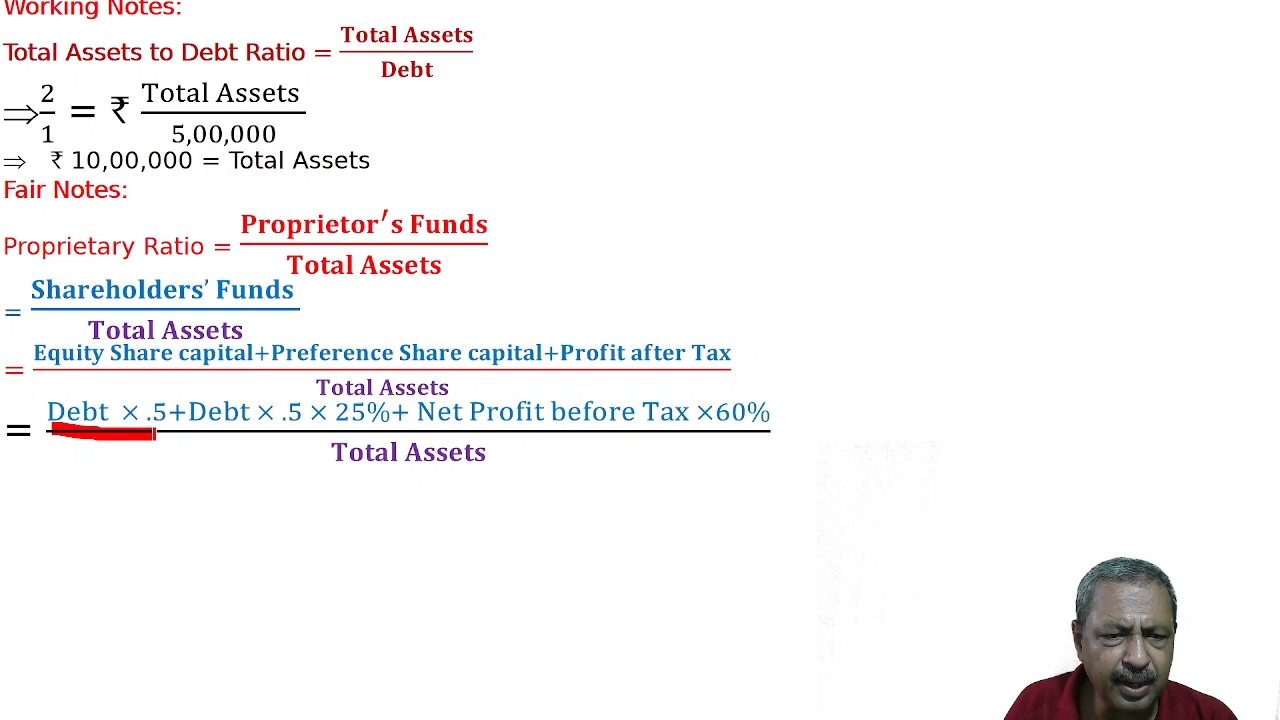 Working Notes:
Total Assets to Debt Ratio = Total Assets / Debt
⇒ 2/1 = ₹ Total Assets / 5,00,000
⇒ ₹ 10,00,000 = Total Assets
Fair Notes:
Proprietary Ratio = Proprietor′s Funds / Total Assets
= Shareholders’ Funds / Total Assets
= Equity Share capital+Preference Share capital+Profit after Tax / Total Assets
= Debt × .5+Debt × .5 × 25%+ Net Profit before Tax ×60% / Total Assets